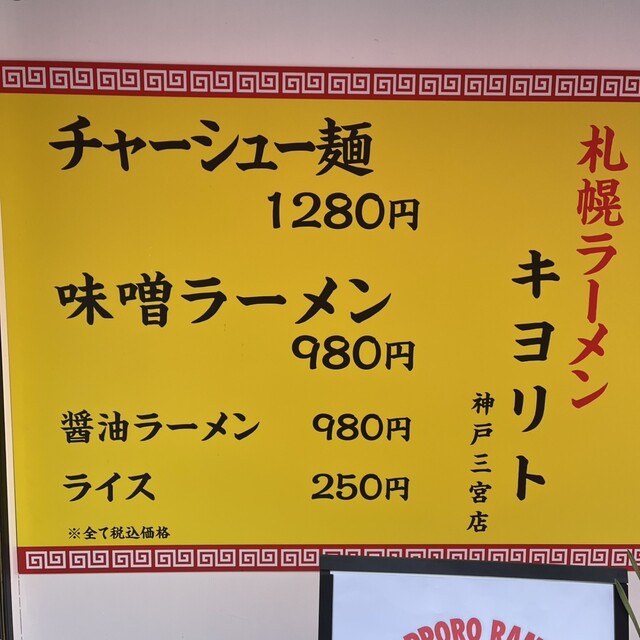 札幌ラーメン
キヨリト
神戸三宮店
チャーシュー麺
1280円
味噌ラーメン
980円
醤油ラーメン 980円
ライス 250円
※全て税込価格